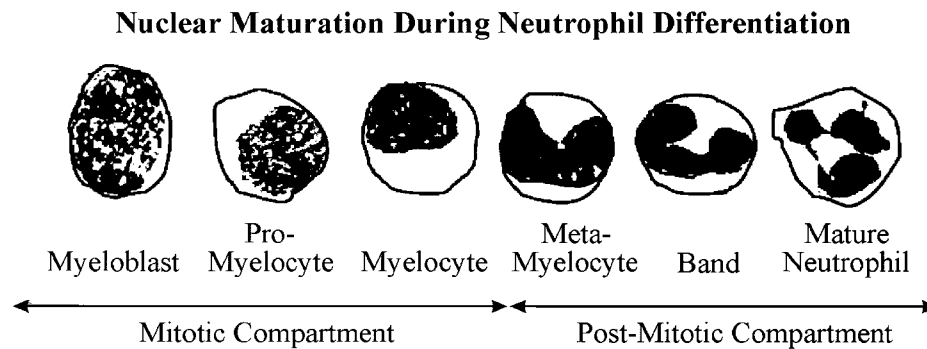 Nuclear Maturation During Neutrophil Differentiation
Myeloblast
Pro-
Myelocyte
Myelocyte
Meta-
Myelocyte
Band
Mature
Neutrophil
Mitotic Compartment
Post-Mitotic Compartment